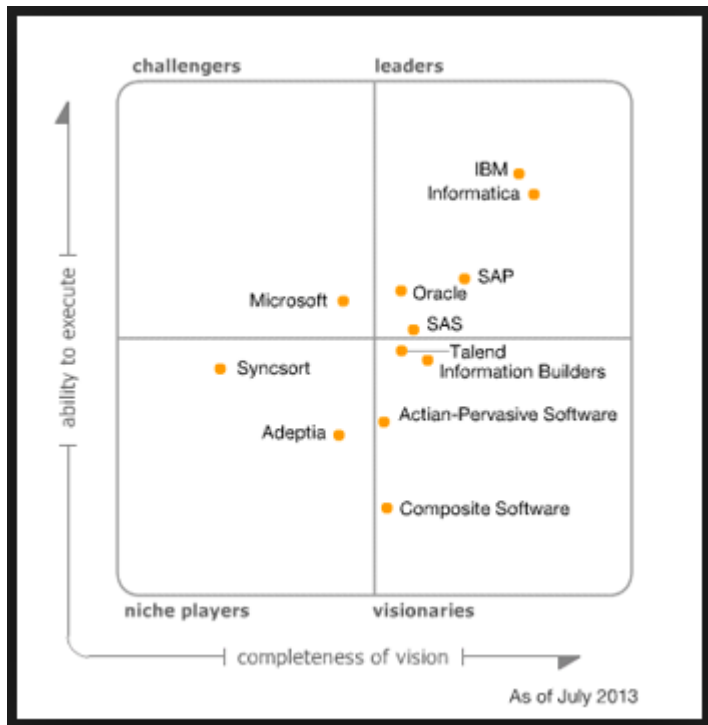 challengers
leaders
IBM
Informatica
SAP
Oracle
Microsoft
SAS
Talend
Information Builders
Syncsort
Actian-Pervasive Software
Adeptia
Composite Software
ability to execute
niche players
visionaries
completeness of vision
As of July 2013